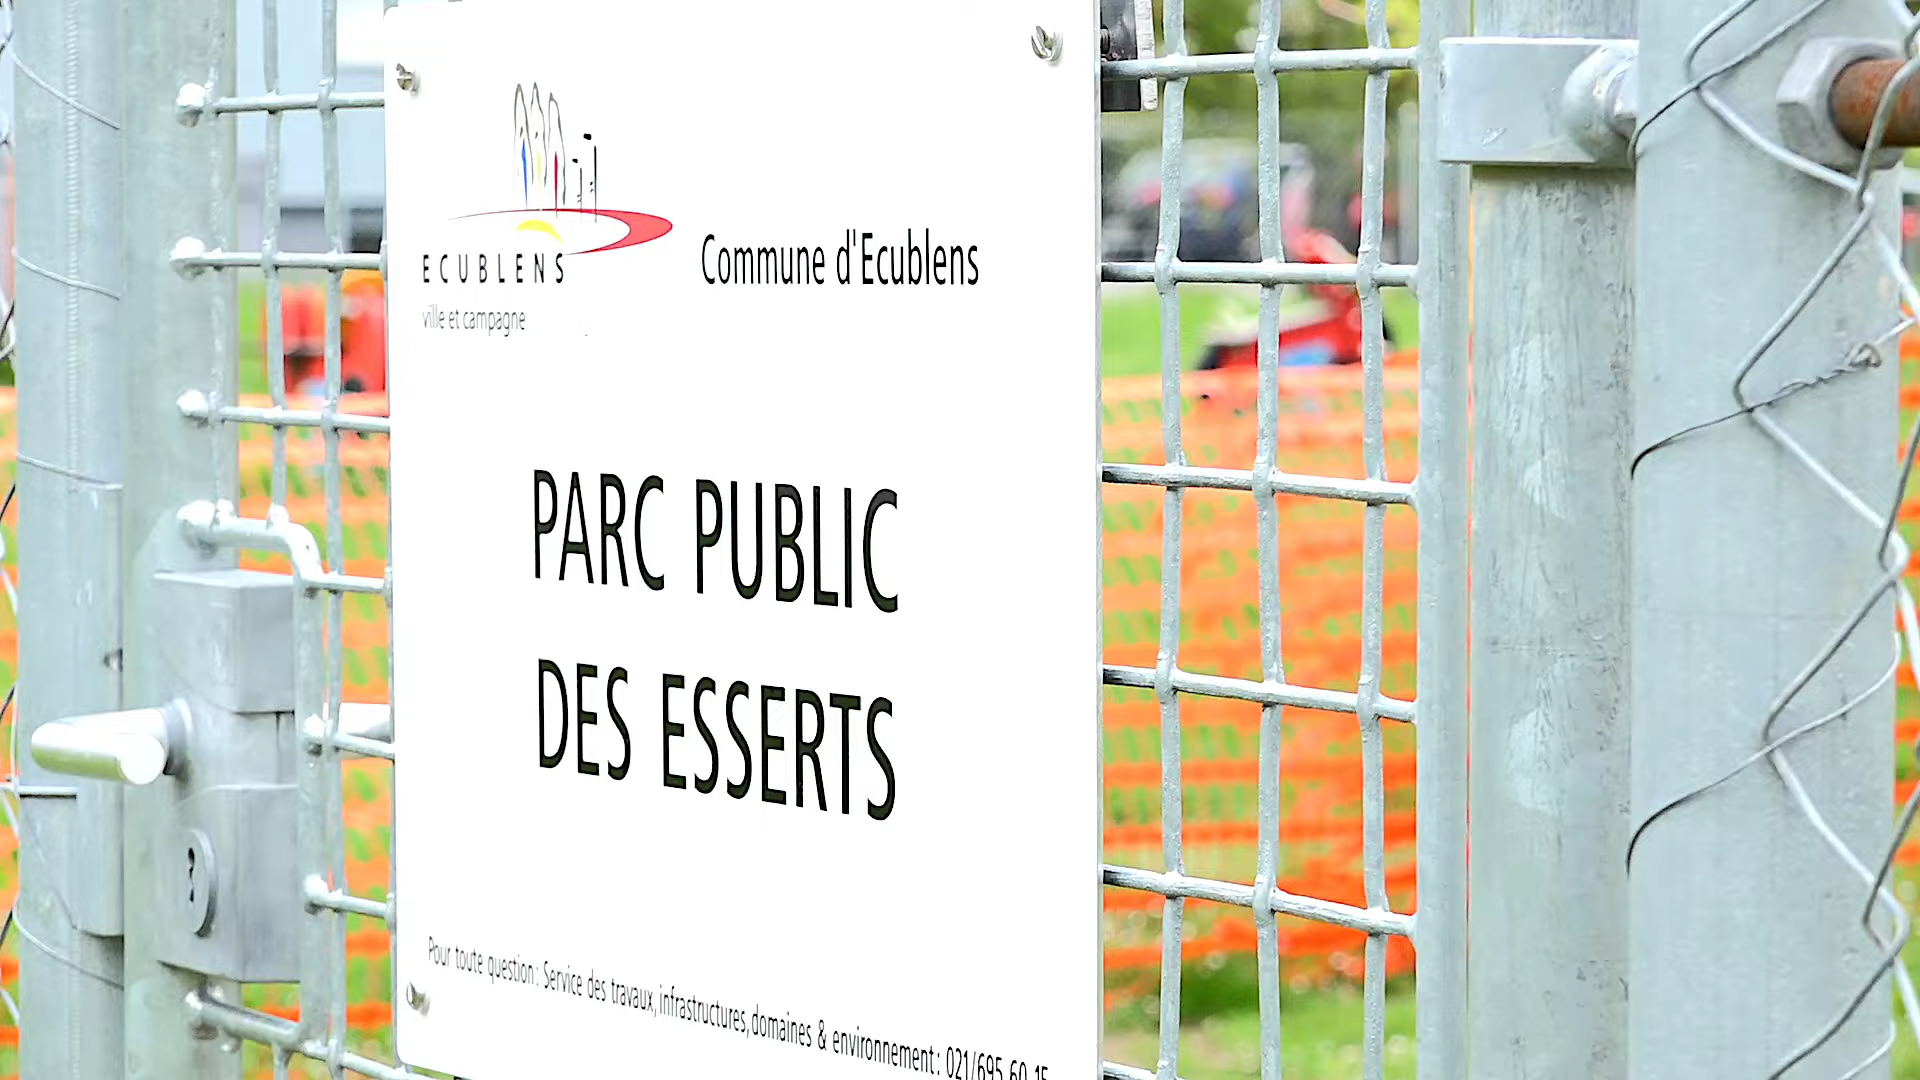 ECUBLENS
ville et campagne
Commune d'Ecublens
PARC PUBLIC
DES ESSERTS
Pour toute question: Service des travaux, infrastructures, domaines & environnement: 021/695 60 15